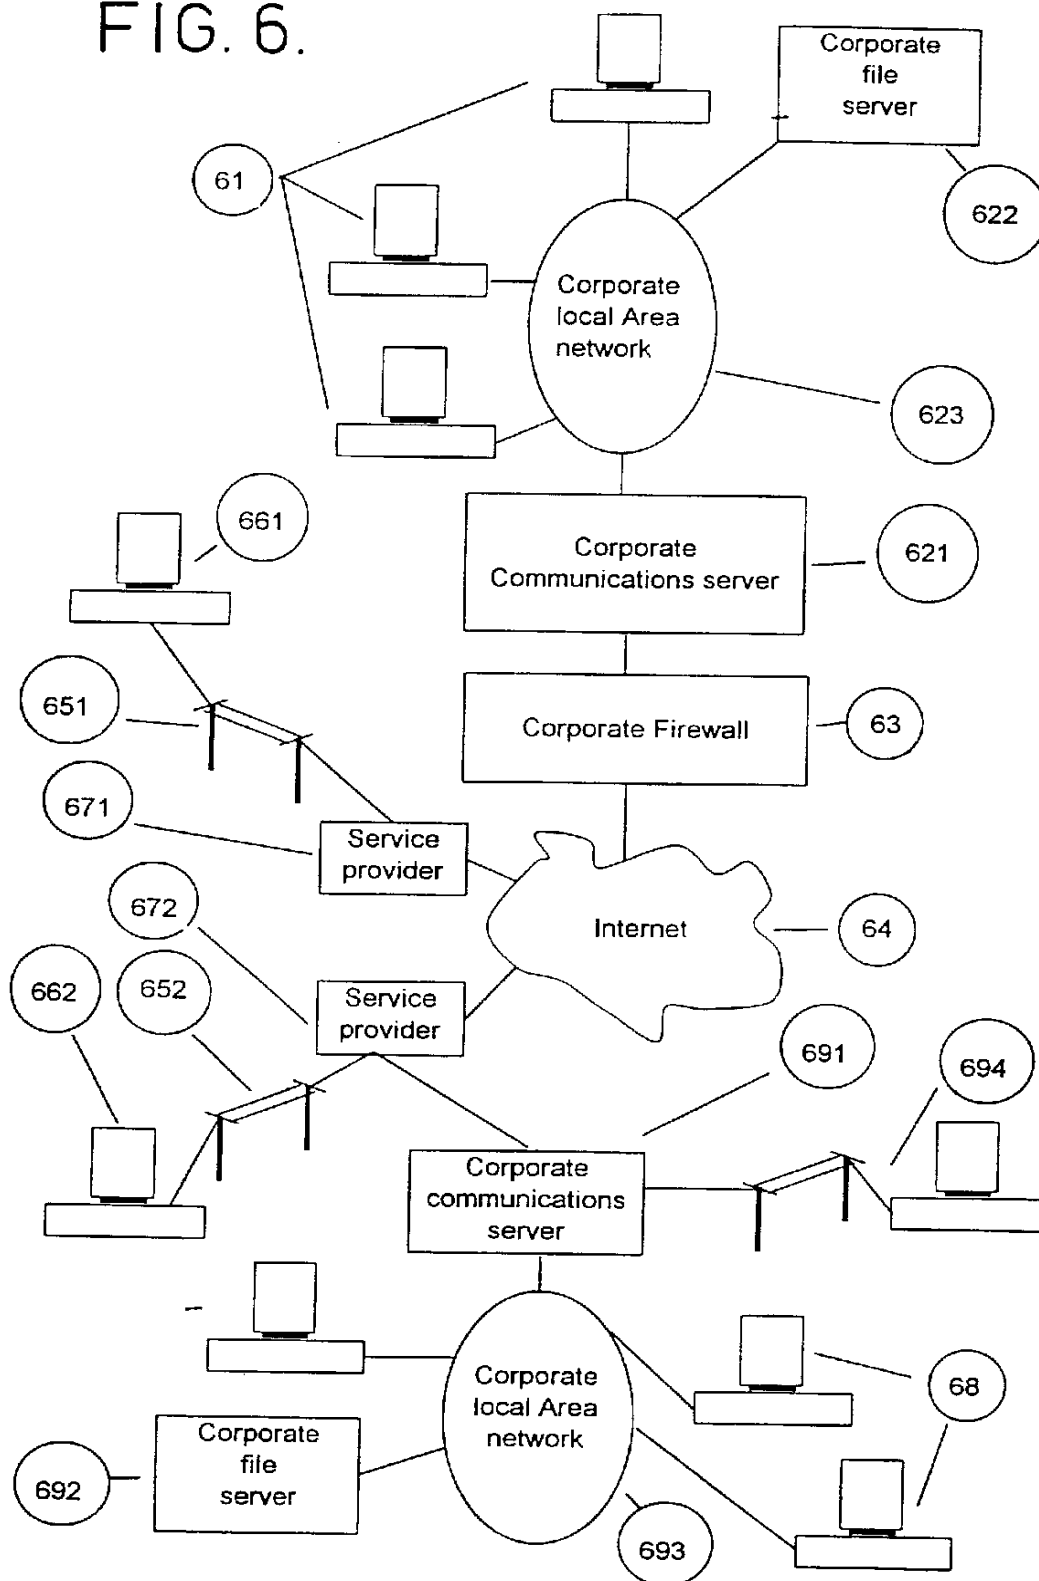 FIG. 6.
Corporate
file
server
61
622
Corporate
local Area
network
623
661
Corporate
Communications server
621
651
Corporate Firewall
63
671
Service
provider
672
Internet
64
662
652
Service
provider
691
694
Corporate
communications
server
Corporate
local Area
network
68
Corporate
file
server
692
693